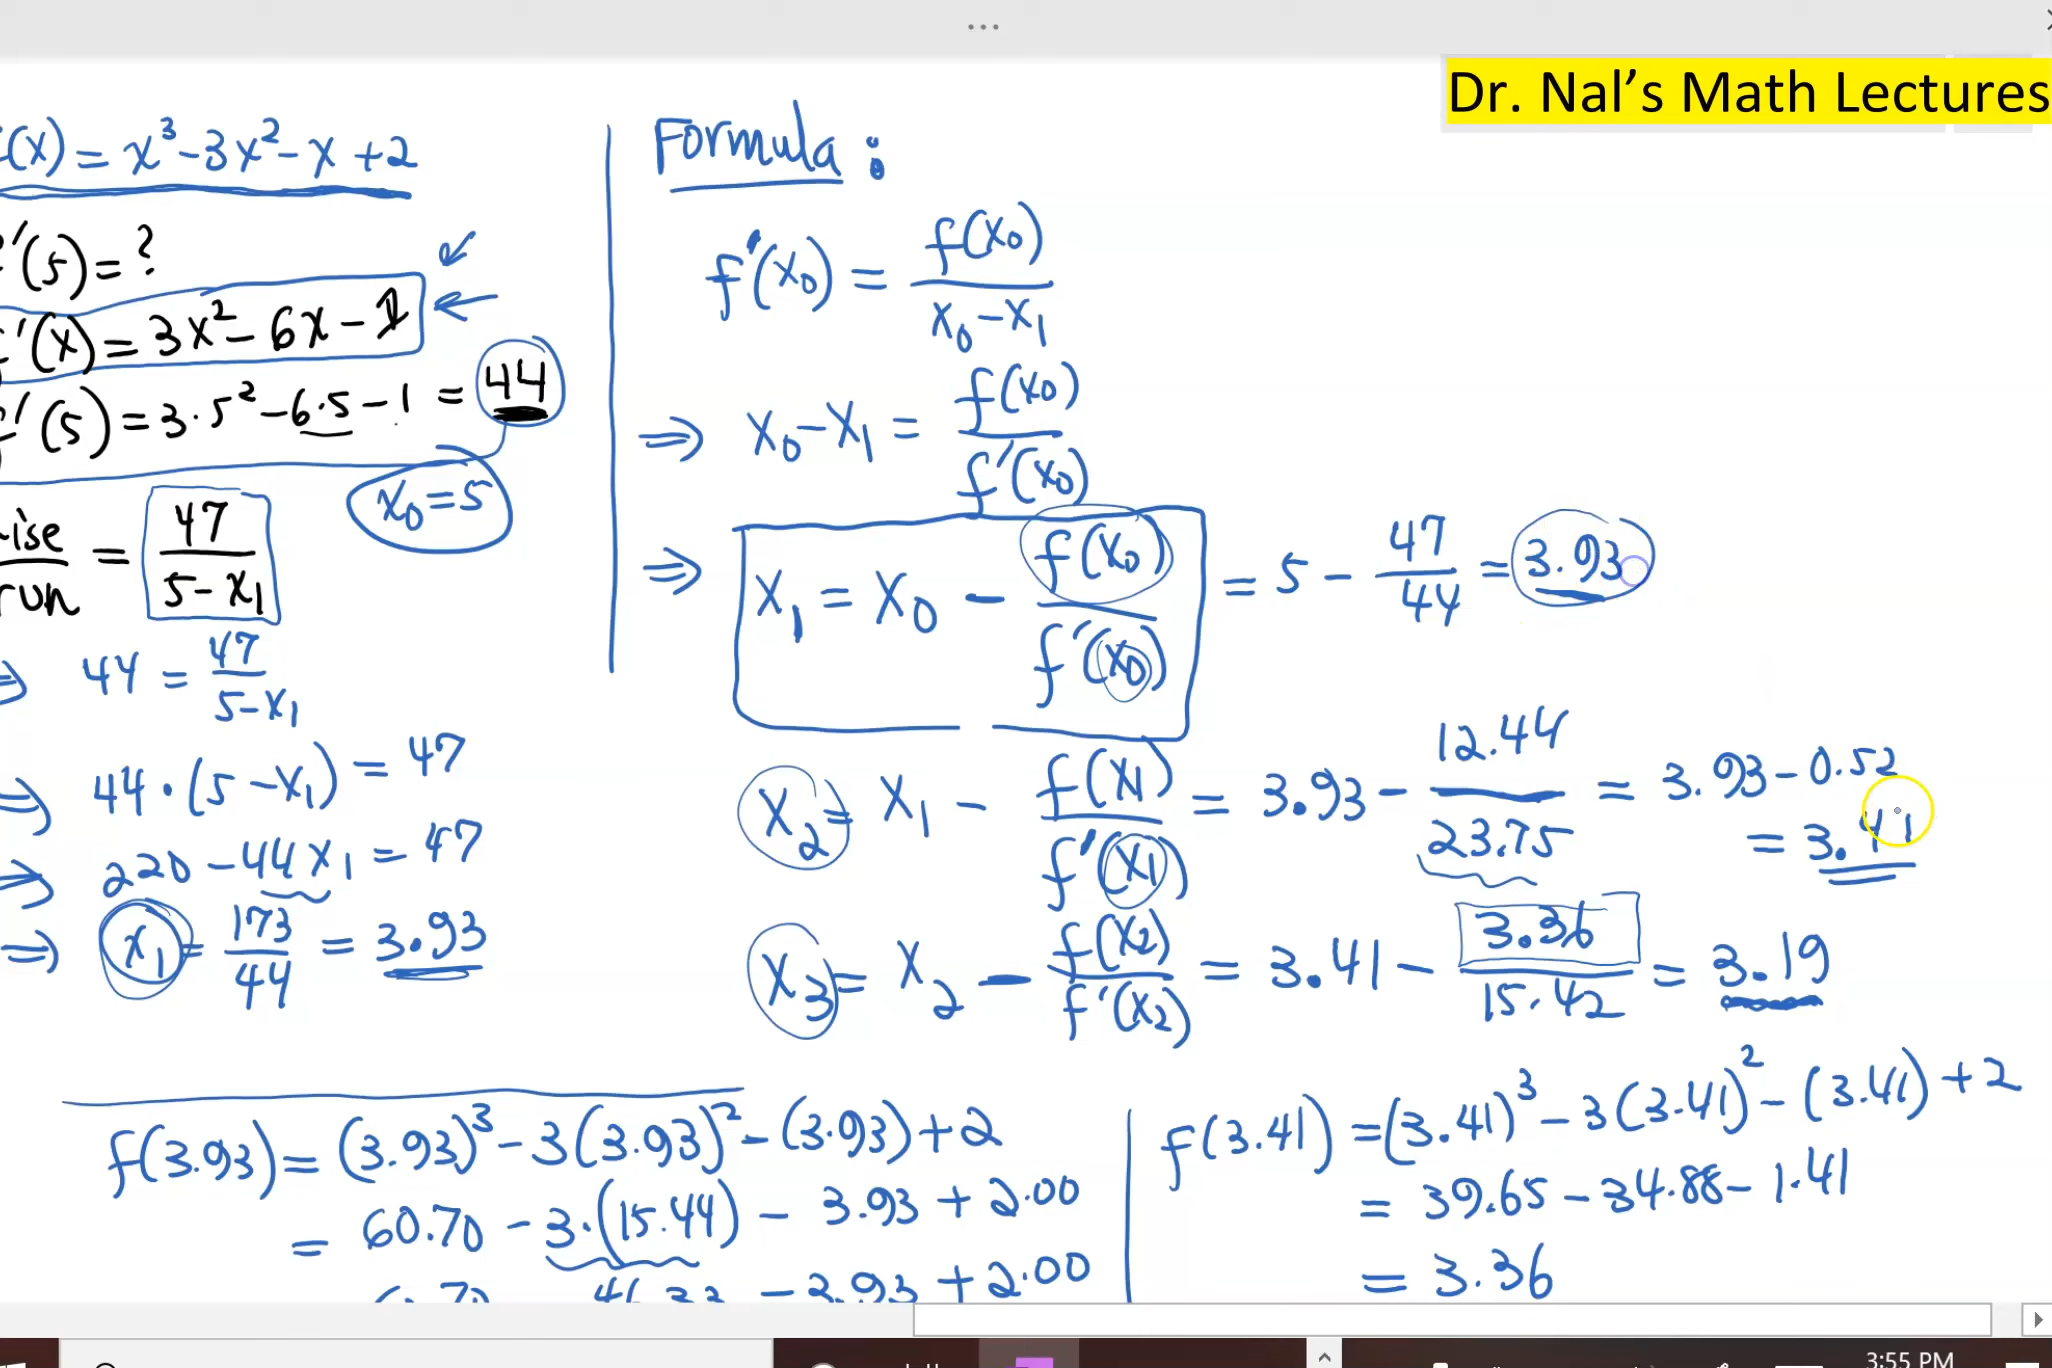 Dr. Nal's Math Lectures
(x) = x³ - 3x² - x + 2
'(5) = ?
'(x) = 3x² - 6x - 1
'(5) = 3·5² - 6·5 - 1 = 44
x₀ = 5
rise/run = 47/(5 - x₁)
⇒ 44 = 47/(5 - x₁)
⇒ 44·(5 - x₁) = 47
⇒ 220 - 44x₁ = 47
⇒ x₁ = 173/44 = 3.93
Formula:
f'(x₀) = f(x₀)/(x₀ - x₁)
⇒ x₀ - x₁ = f(x₀)/f'(x₀)
⇒ x₁ = x₀ - f(x₀)/f'(x₀) = 5 - 47/44 = 3.93
x₂ = x₁ - f(x₁)/f'(x₁) = 3.93 - 12.44/23.75 = 3.93 - 0.52
= 3.41
x₃ = x₂ - f(x₂)/f'(x₂) = 3.41 - 3.36/15.42 = 3.19
f(3.93) = (3.93)³ - 3(3.93)² - (3.93) + 2
= 60.70 - 3·(15.44) - 3.93 + 2.00
- 3.93 + 2.00
f(3.41) = (3.41)³ - 3(3.41)² - (3.41) + 2
= 39.65 - 34.88 - 1.41
= 3.36
3:55 PM